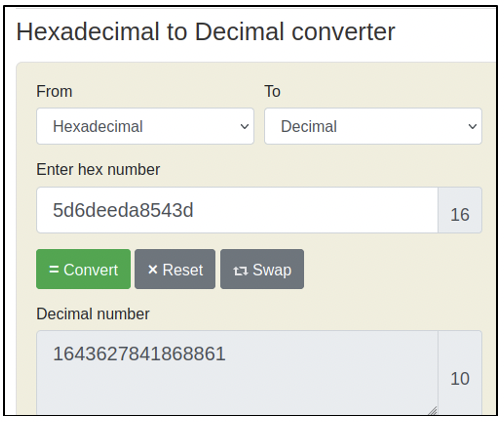 Hexadecimal to Decimal converter
From To
Hexadecimal Decimal
Enter hex number
5d6deeda8543d 16
= Convert × Reset Swap
Decimal number
1643627841868861 10